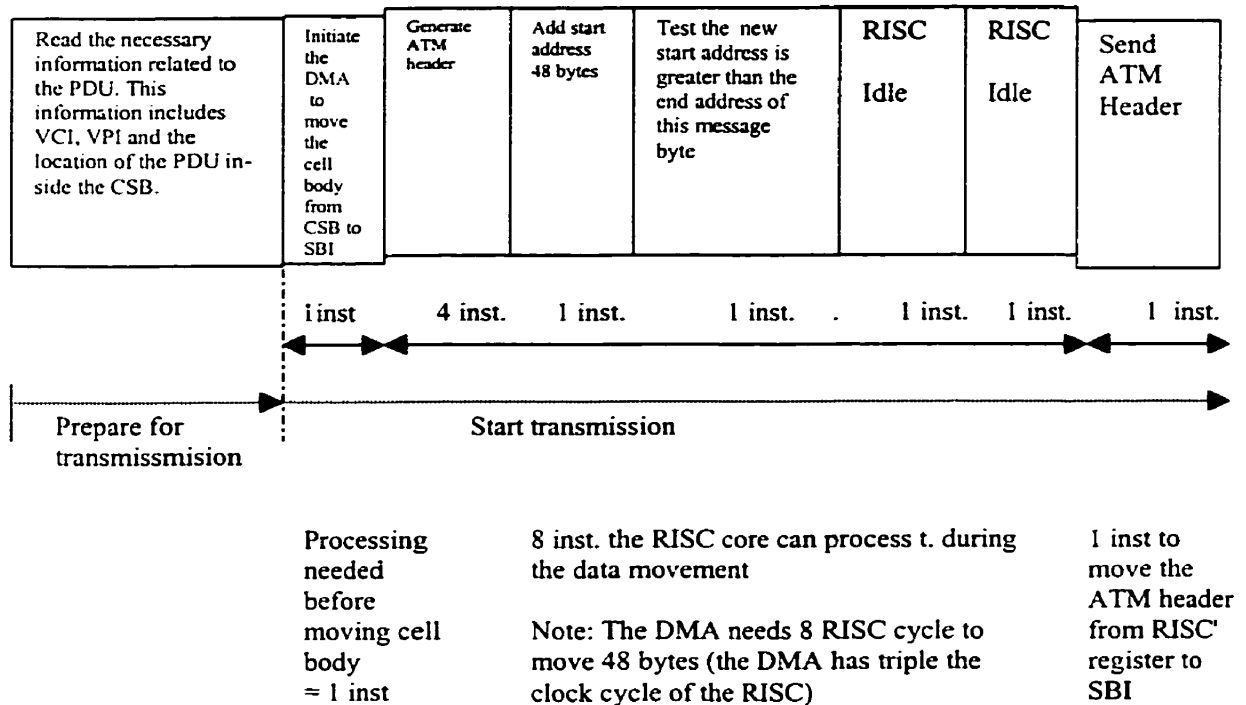 Read the necessary
information related to
the PDU. This
information includes
VCI, VPI and the
location of the PDU in-
side the CSB.
Initiate
the
DMA
to
move
the
cell
body
from
CSB to
SBI
Generate
ATM
header
Add start
address
48 bytes
Test the new
start address is
greater than the
end address of
this message
byte
RISC
Idle
RISC
Idle
Send
ATM
Header
1 inst
4 inst.
1 inst.
1 inst. .
1 inst.
1 inst.
1 inst.
Prepare for
transmissmision
Start transmission
Processing
needed
before
moving cell
body
= 1 inst
8 inst. the RISC core can process t. during
the data movement
Note: The DMA needs 8 RISC cycle to
move 48 bytes (the DMA has triple the
clock cycle of the RISC)
1 inst to
move the
ATM header
from RISC'
register to
SBI